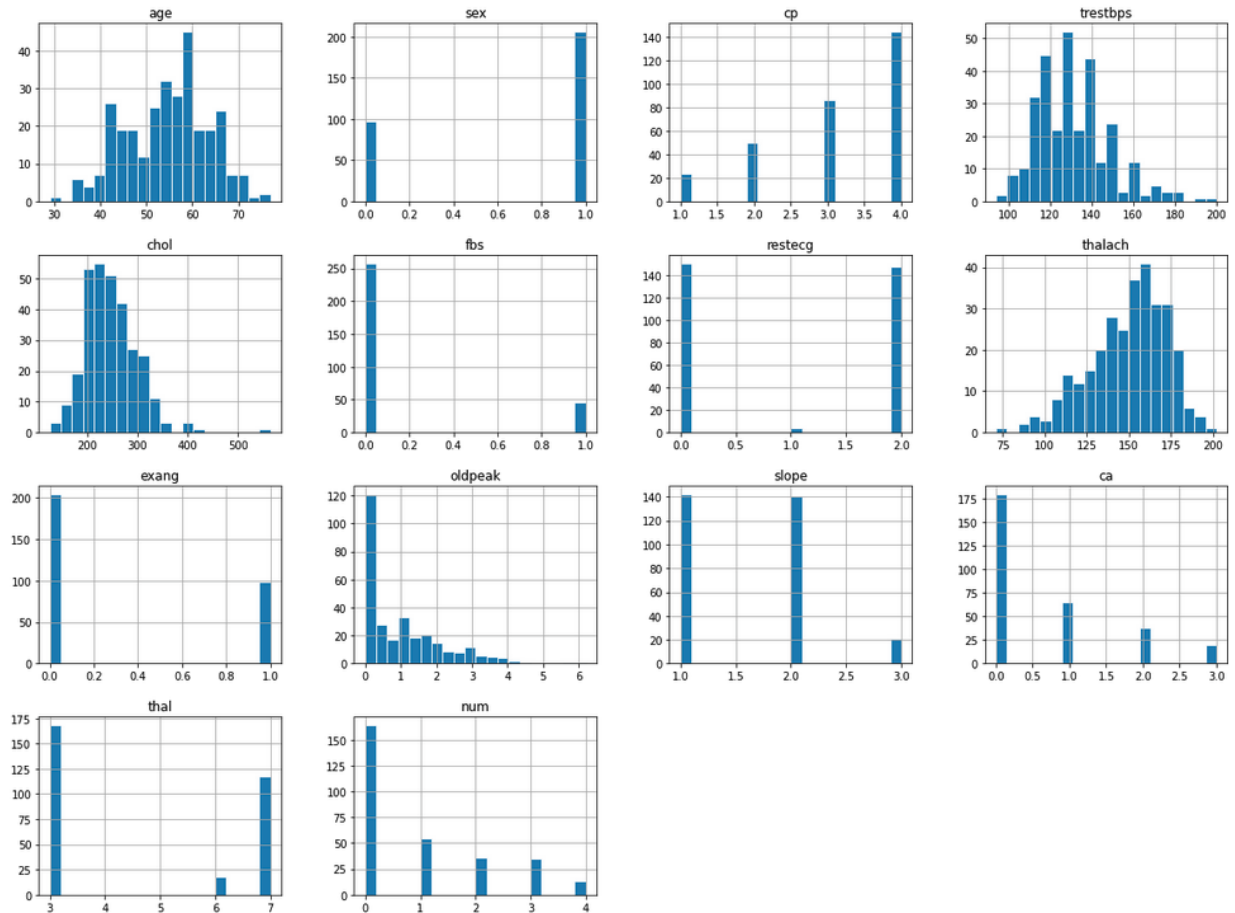 age sex cp trestbps
40 30 20 10 0
30 40 50 60 70
200 150 100 50 0
0.0 0.2 0.4 0.6 0.8 1.0
140 120 100 80 60 40 20 0
1.0 1.5 2.0 2.5 3.0 3.5 4.0
50 40 30 20 10 0
100 120 140 160 180 200
chol fbs restecg thalach
50 40 30 20 10 0
200 300 400 500
250 200 150 100 50 0
0.0 0.2 0.4 0.6 0.8 1.0
140 120 100 80 60 40 20 0
0.0 0.5 1.0 1.5 2.0
40 30 20 10 0
75 100 125 150 175 200
exang oldpeak slope ca
200 150 100 50 0
0.0 0.2 0.4 0.6 0.8 1.0
120 100 80 60 40 20 0
0 1 2 3 4 5 6
140 120 100 80 60 40 20 0
1.0 1.5 2.0 2.5 3.0
175 150 125 100 75 50 25 0
0.0 0.5 1.0 1.5 2.0 2.5 3.0
thal num
175 150 125 100 75 50 25 0
3 4 5 6 7
150 125 100 75 50 25 0
0 1 2 3 4